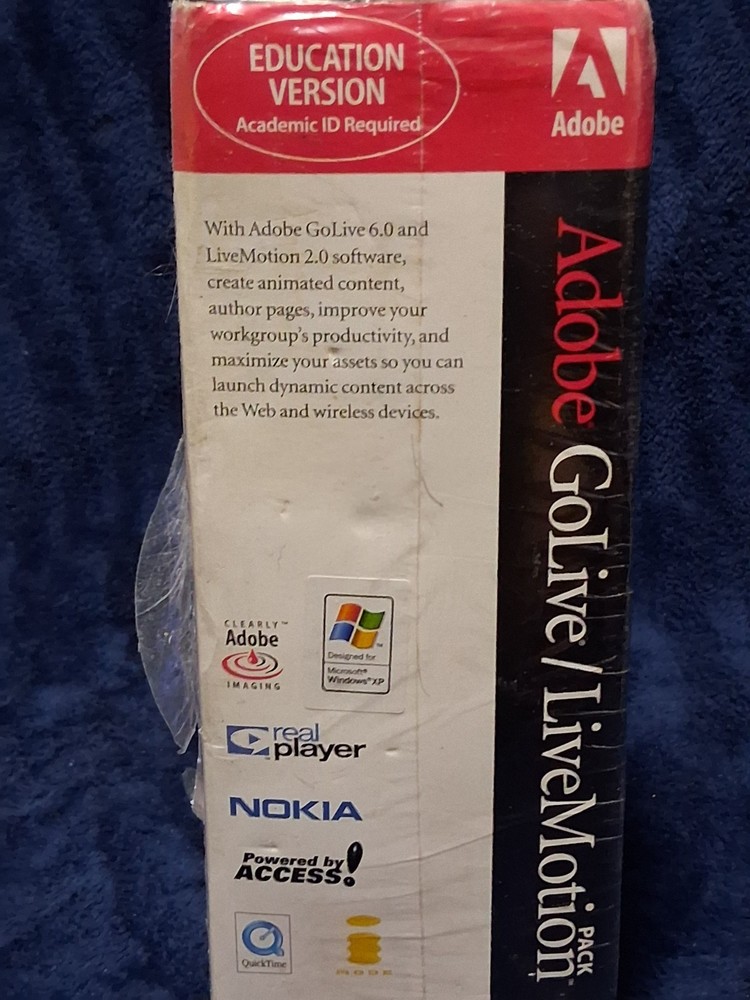 EDUCATION
VERSION
Academic ID Required
Adobe
With Adobe GoLive 6.0 and
LiveMotion 2.0 software,
create animated content,
author pages, improve your
workgroup's productivity, and
maximize your assets so you can
launch dynamic content across
the Web and wireless devices.
Adobe GoLive/LiveMotion PACK™
CLEARLY™
Adobe
IMAGING
Designed for
Microsoft®
Windows®XP
real
player
NOKIA
Powered by
ACCESS!
QuickTime
MODE